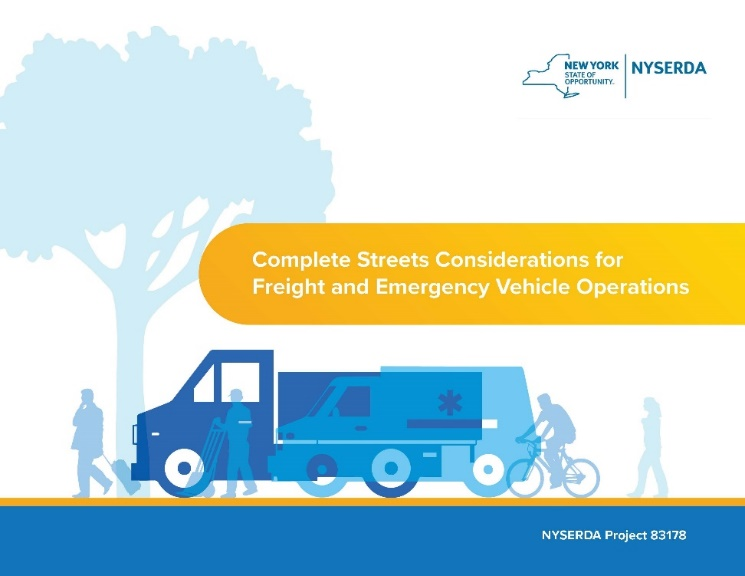 NEW YORK
STATE OF
OPPORTUNITY.
NYSERDA
Complete Streets Considerations for
Freight and Emergency Vehicle Operations
NYSERDA Project 83178